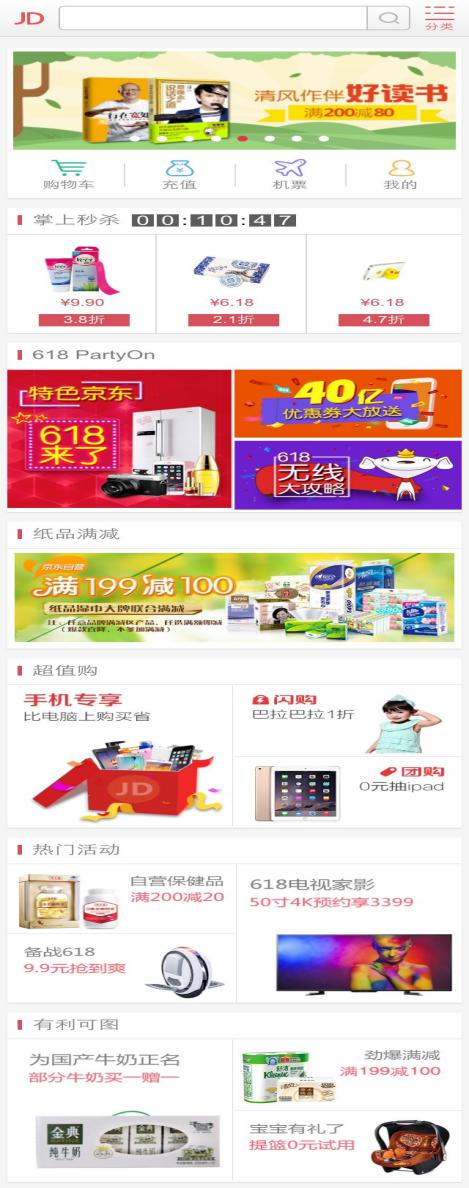 JD
分类
清风作伴好读书
满200减80
购物车
充值
机票
我的
掌上秒杀 00:10:47
¥9.90
¥6.18
¥6.18
3.8折
2.1折
4.7折
618 PartyOn
特色京东
618
来了
40亿
优惠券大放送
618
无线
大攻略
纸品满减
京东自营
满199减100
纸品湿巾大牌联合满减
超值购
手机专享
比电脑上购买省
JD
闪购
巴拉巴拉1折
团购
0元抽ipad
热门活动
自营保健品
满200减20
备战618
9.9元抢到爽
618电视家影
50寸4K预约享3399
有利可图
为国产牛奶正名
部分牛奶买一赠一
金典
纯牛奶
劲爆满减
满199减100
宝宝有礼了
提篮0元试用